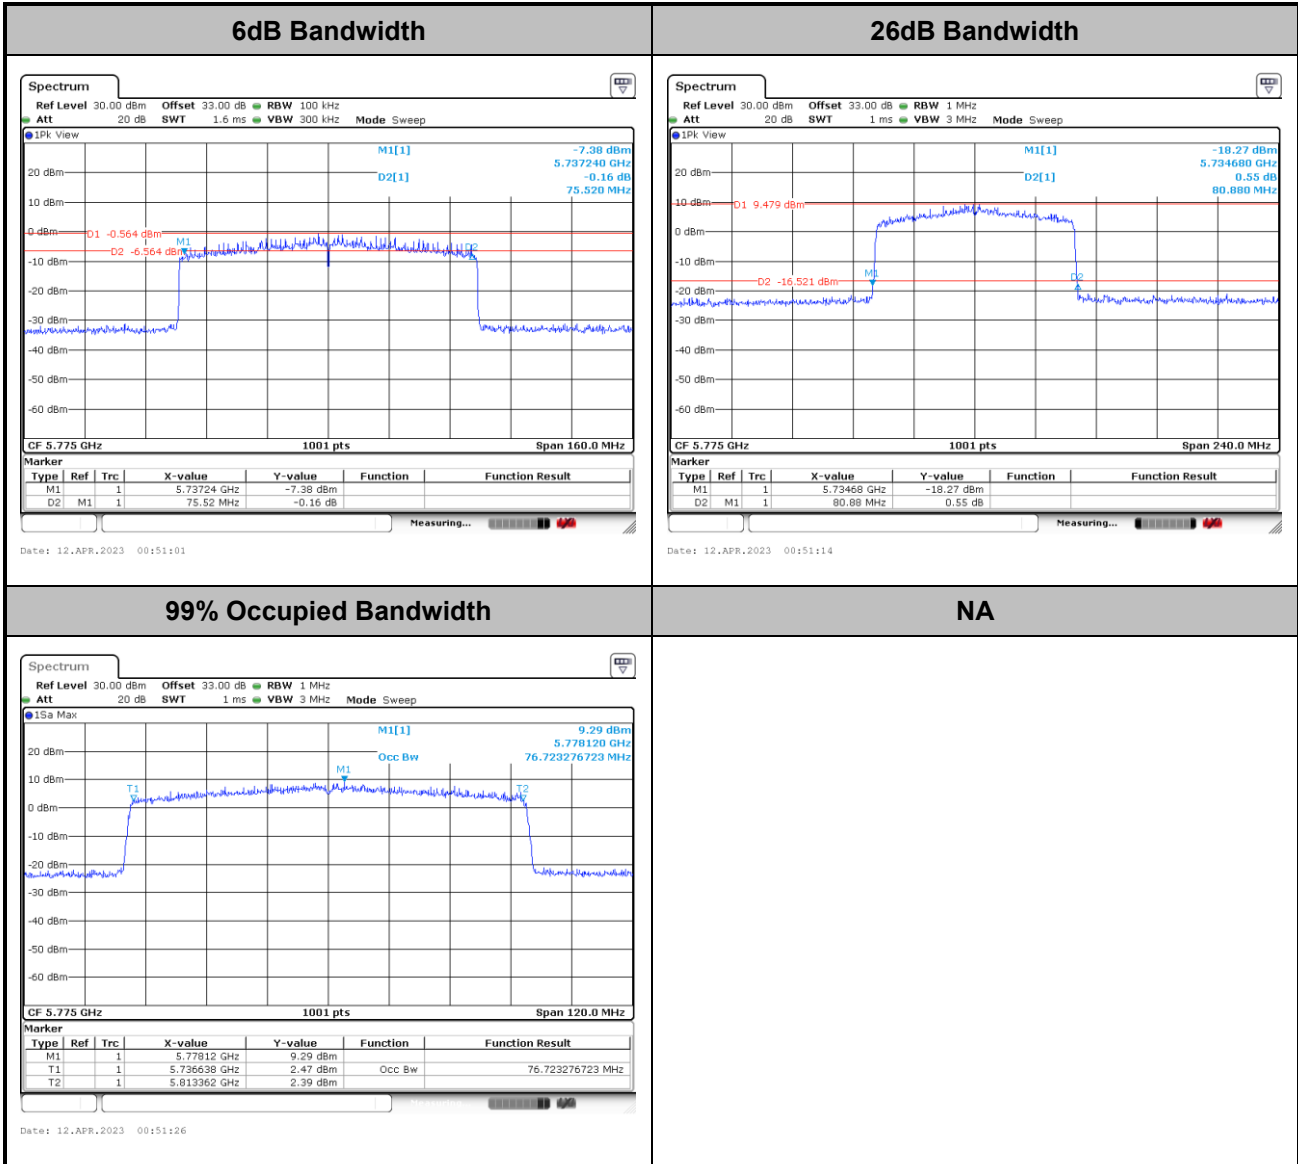 6dB Bandwidth
Spectrum
Ref Level 30.00 dBm Offset 33.00 dB RBW 100 kHz
Att 20 dB SWT 1.6 ms VBW 300 kHz Mode Sweep
1Pk View
M1[1] -7.38 dBm
5.737240 GHz
D2[1] -0.16 dB
75.520 MHz
20 dBm
10 dBm
0 dBm
D1 -0.564 dBm
M1
D2
D2 -6.564 dBm
-10 dBm
-20 dBm
-30 dBm
-40 dBm
-50 dBm
-60 dBm
CF 5.775 GHz 1001 pts Span 160.0 MHz
Marker
Type Ref Trc X-value Y-value Function Function Result
M1 1 5.73724 GHz -7.38 dBm
D2 M1 1 75.52 MHz -0.16 dB
Measuring...
Date: 12.APR.2023 00:51:01
26dB Bandwidth
Spectrum
Ref Level 30.00 dBm Offset 33.00 dB RBW 1 MHz
Att 20 dB SWT 1 ms VBW 3 MHz Mode Sweep
1Pk View
M1[1] -18.27 dBm
5.734680 GHz
D2[1] 0.55 dB
80.880 MHz
20 dBm
10 dBm
D1 9.479 dBm
0 dBm
-10 dBm
M1
D2
D2 -16.521 dBm
-20 dBm
-30 dBm
-40 dBm
-50 dBm
-60 dBm
CF 5.775 GHz 1001 pts Span 240.0 MHz
Marker
Type Ref Trc X-value Y-value Function Function Result
M1 1 5.73468 GHz -18.27 dBm
D2 M1 1 80.88 MHz 0.55 dB
Measuring...
Date: 12.APR.2023 00:51:14
99% Occupied Bandwidth
Spectrum
Ref Level 30.00 dBm Offset 33.00 dB RBW 1 MHz
Att 20 dB SWT 1 ms VBW 3 MHz Mode Sweep
1Sa Max
M1[1] 9.29 dBm
5.778120 GHz
Occ Bw 76.723276723 MHz
20 dBm
M1
10 dBm
T1
T2
0 dBm
-10 dBm
-20 dBm
-30 dBm
-40 dBm
-50 dBm
-60 dBm
CF 5.775 GHz 1001 pts Span 120.0 MHz
Marker
Type Ref Trc X-value Y-value Function Function Result
M1 1 5.77812 GHz 9.29 dBm
T1 1 5.736638 GHz 2.47 dBm Occ Bw 76.723276723 MHz
T2 1 5.813362 GHz 2.39 dBm
Date: 12.APR.2023 00:51:26
NA